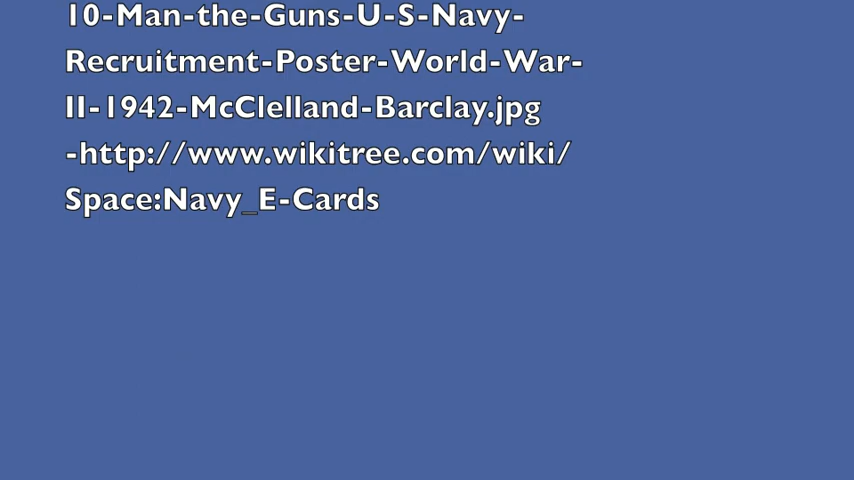 10-Man-the-Guns-U-S-Navy-
Recruitment-Poster-World-War-
II-1942-McClelland-Barclay.jpg
-http://www.wikitree.com/wiki/
Space:Navy_E-Cards